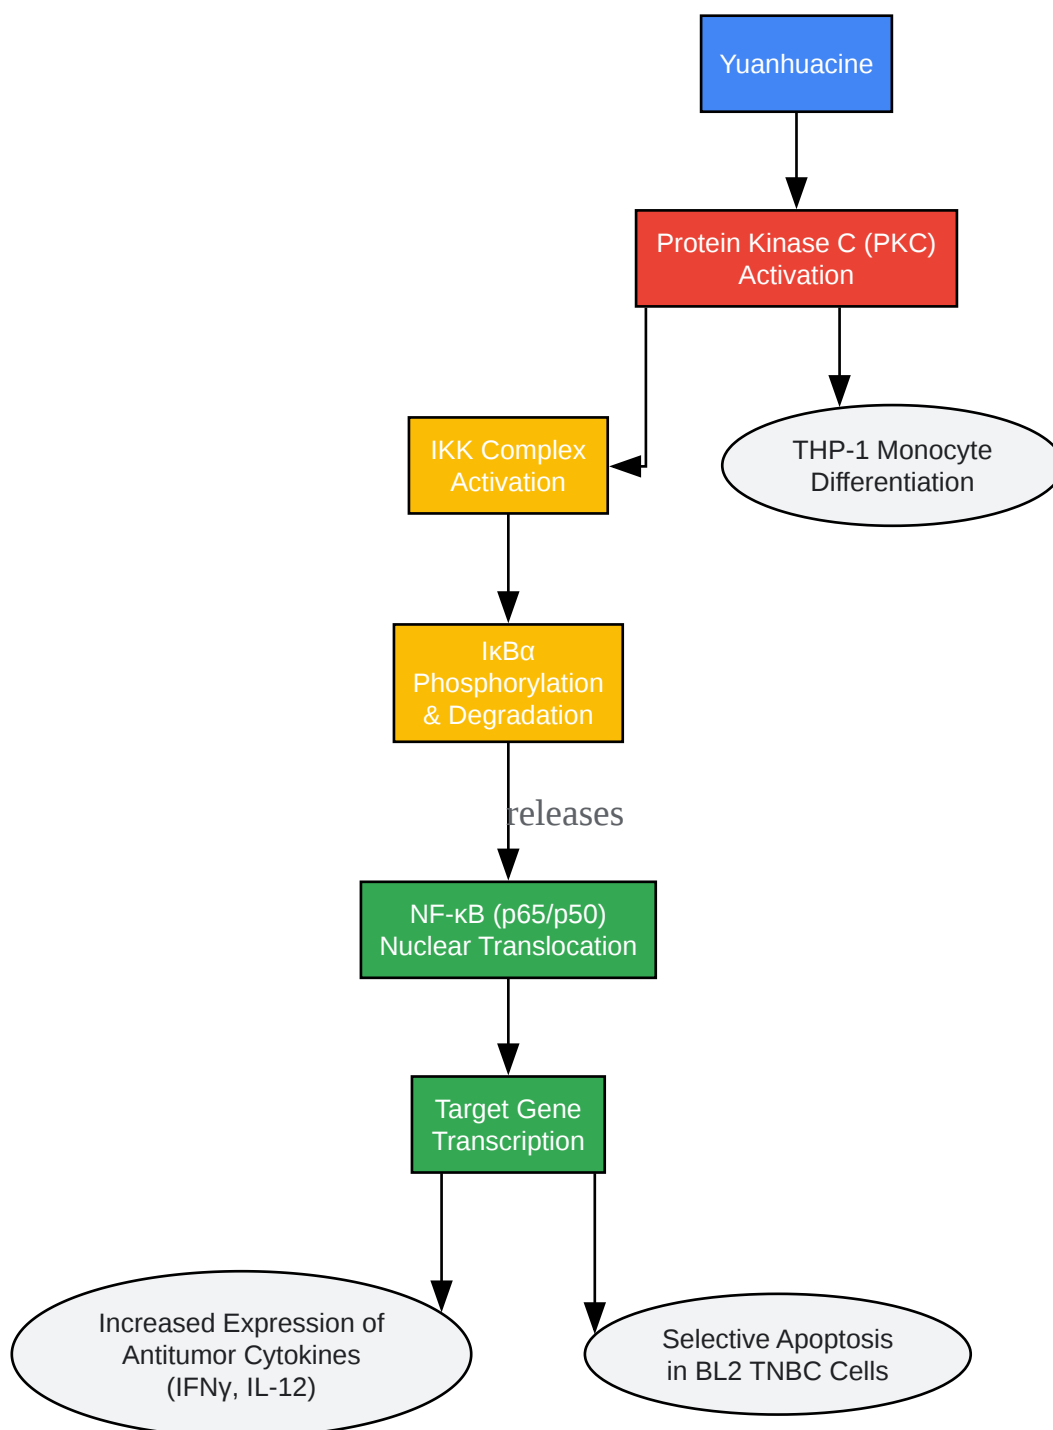 Yuanhuacine
Protein Kinase C (PKC)
Activation
IKK Complex
Activation
THP-1 Monocyte
Differentiation
IκBα
Phosphorylation
& Degradation
releases
NF-κB (p65/p50)
Nuclear Translocation
Target Gene
Transcription
Increased Expression of
Antitumor Cytokines
(IFNγ, IL-12)
Selective Apoptosis
in BL2 TNBC Cells